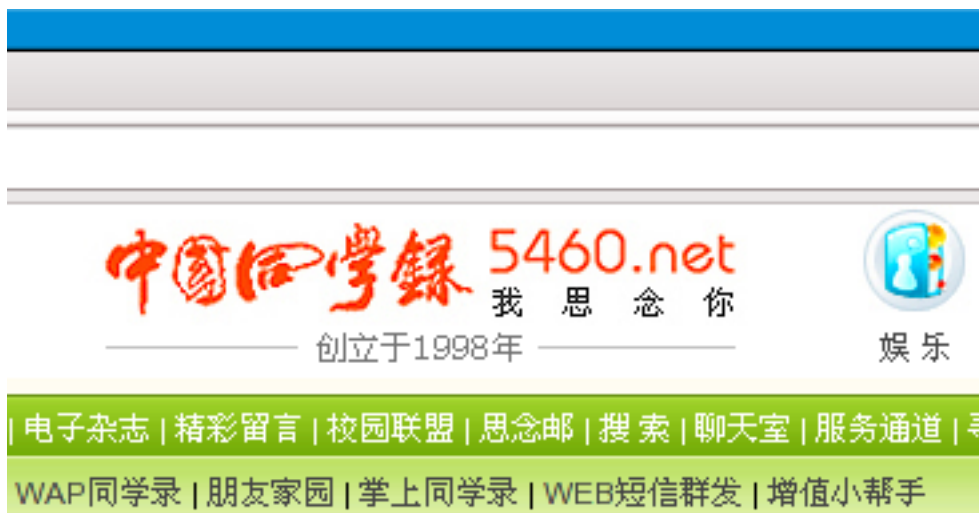 中國同學録 5460.net
我思念你
创立于1998年
娱乐
| 电子杂志 | 精彩留言 | 校园联盟 | 思念邮 | 搜 索 | 聊天室 | 服务通道 |
WAP同学录 | 朋友家园 | 掌上同学录 | WEB短信群发 | 增值小帮手